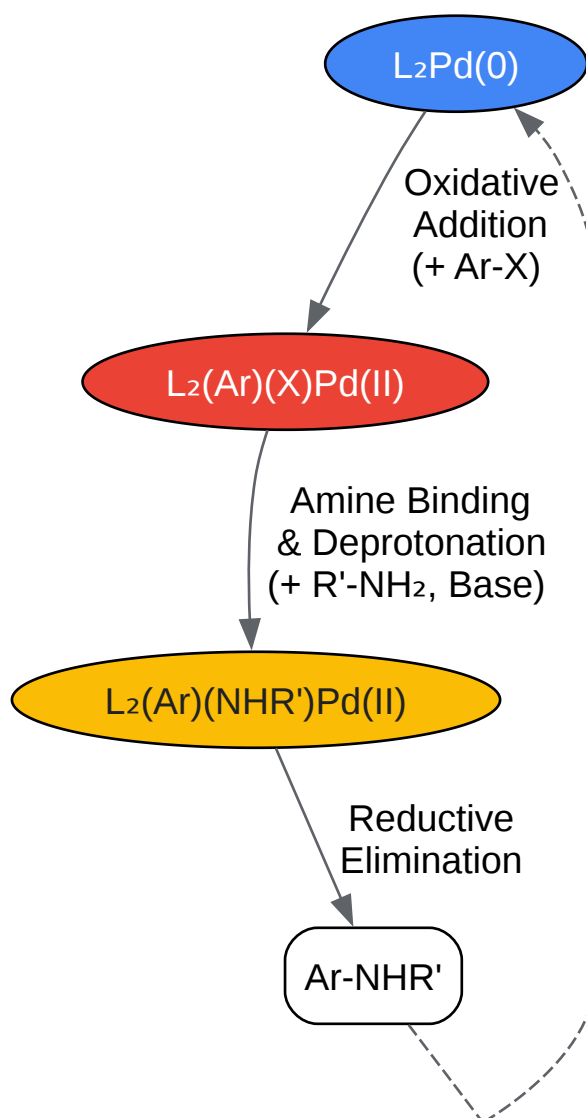 L₂Pd(0)
Oxidative
Addition
(+ Ar-X)
L₂(Ar)(X)Pd(II)
Amine Binding
& Deprotonation
(+ R'-NH₂, Base)
L₂(Ar)(NHR')Pd(II)
Reductive
Elimination
Ar-NHR'